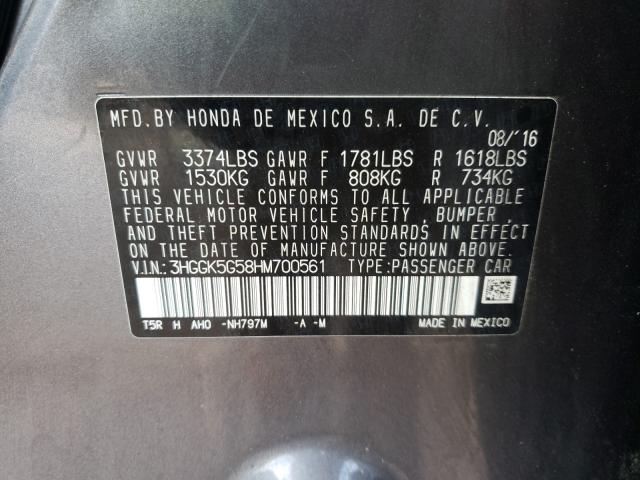 MFD.BY HONDA DE MEXICO S.A. DE C.V.
08/'16
GVWR 3374LBS GAWR F 1781LBS R 1618LBS
GVWR 1530KG GAWR F 808KG R 734KG
THIS VEHICLE CONFORMS TO ALL APPLICABLE
FEDERAL MOTOR VEHICLE SAFETY , BUMPER ,
AND THEFT PREVENTION STANDARDS IN EFFECT
ON THE DATE OF MANUFACTURE SHOWN ABOVE.
V.I.N.:3HGGK5G58HM700561 TYPE:PASSENGER CAR
T5R H AHO -NH797M -A -M MADE IN MEXICO